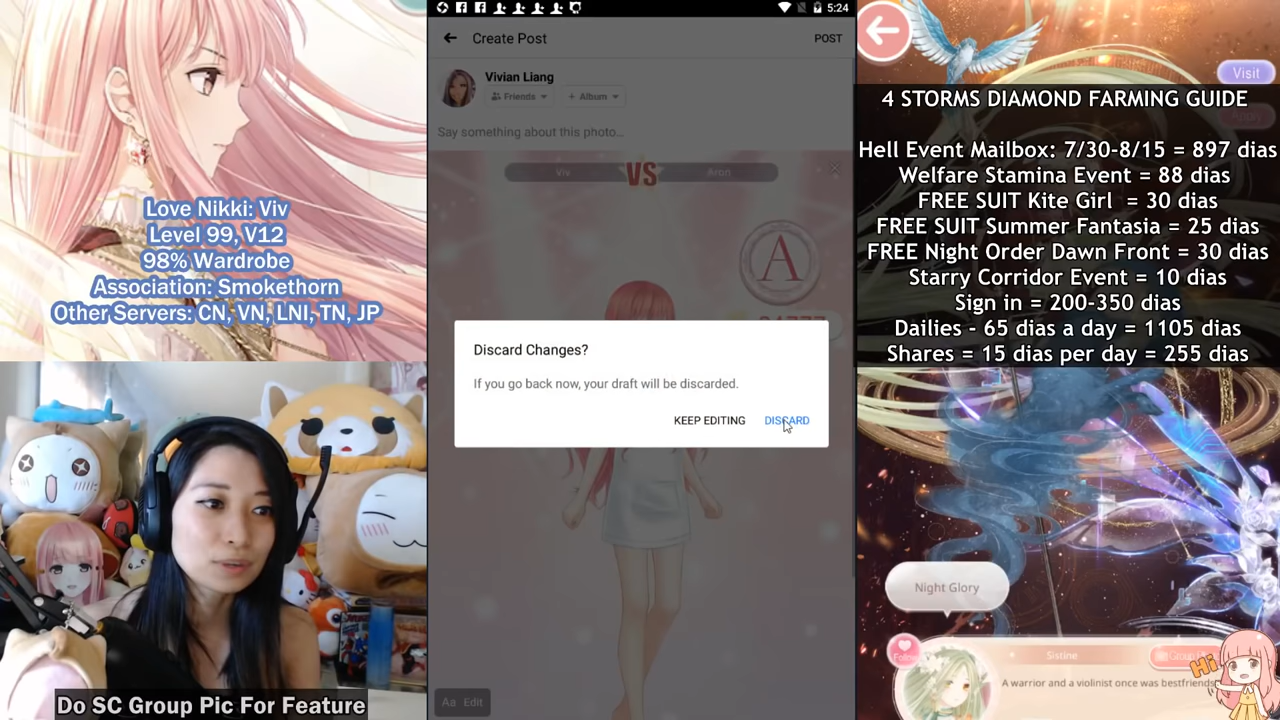 Love Nikki: Viv
Level 99, V12
98% Wardrobe
Association: Smokethorn
Other Servers: CN, VN, LNI, TN, JP
Do SC Group Pic For Feature
5:24
Create Post
POST
Vivian Liang
Friends
+ Album
Say something about this photo...
Viv
VS
Aron
A
Discard Changes?
If you go back now, your draft will be discarded.
KEEP EDITING
DISCARD
Aa Edit
Visit
4 STORMS DIAMOND FARMING GUIDE
Apply
Hell Event Mailbox: 7/30-8/15 = 897 dias
Welfare Stamina Event = 88 dias
FREE SUIT Kite Girl = 30 dias
FREE SUIT Summer Fantasia = 25 dias
FREE Night Order Dawn Front = 30 dias
Starry Corridor Event = 10 dias
Sign in = 200-350 dias
Dailies - 65 dias a day = 1105 dias
Shares = 15 dias per day = 255 dias
Night Glory
Sistine
Group
A warrior and a violinist once was bestfriends
Hi